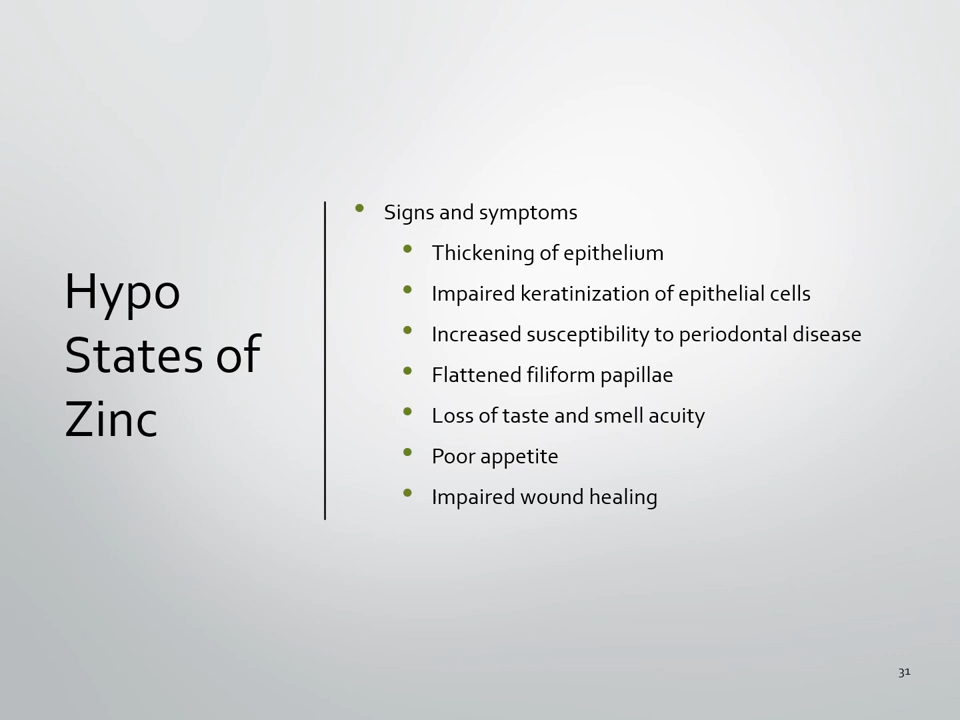 Hypo
States of
Zinc
• Signs and symptoms
• Thickening of epithelium
• Impaired keratinization of epithelial cells
• Increased susceptibility to periodontal disease
• Flattened filiform papillae
• Loss of taste and smell acuity
• Poor appetite
• Impaired wound healing
31